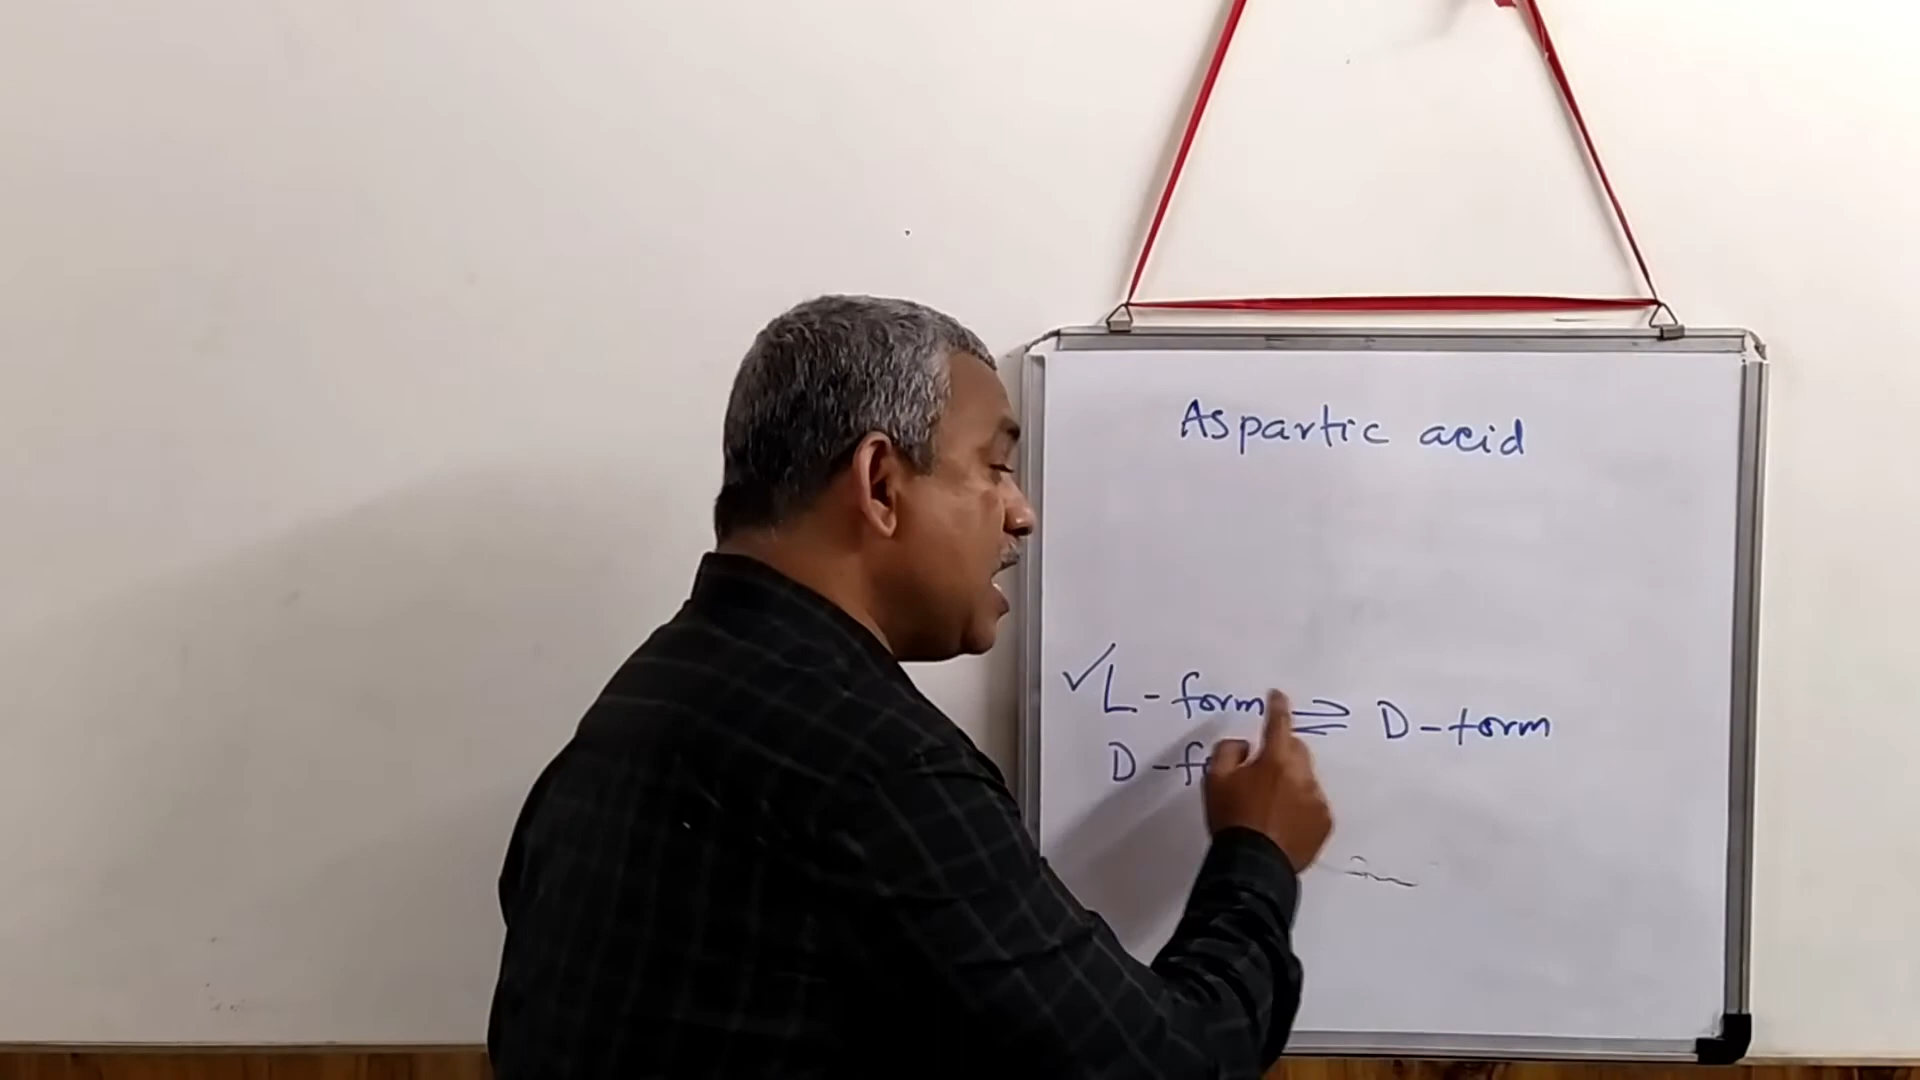 Aspartic acid
✓ L - form ⇌ D - form
D -